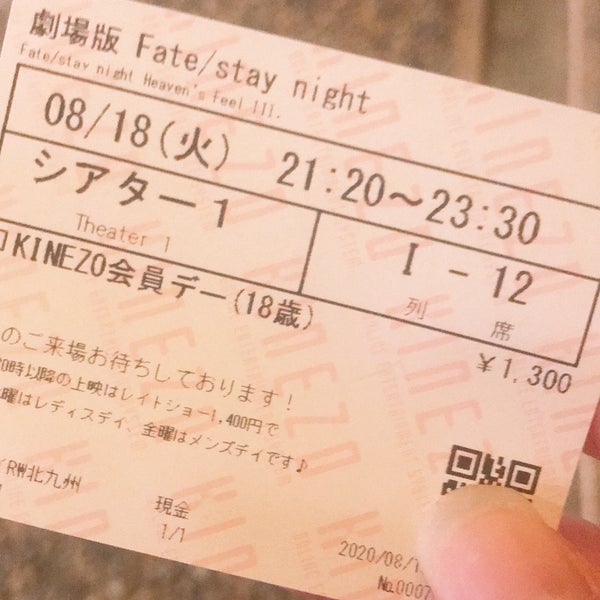 劇場版 Fate/stay night
Fate/stay night Heaven's Feel III.
08/18(火) 21:20～23:30
シアター1
Theater 1
I - 12
列 席
KINEZO会員デー(18歳)
¥1,300
のご来場お待ちしております！
0時以降の上映はレイトショー1,400円で
曜はレディスデイ、金曜はメンズデイです♪
RW北九州
現金
1/1
2020/08/1
No.0007